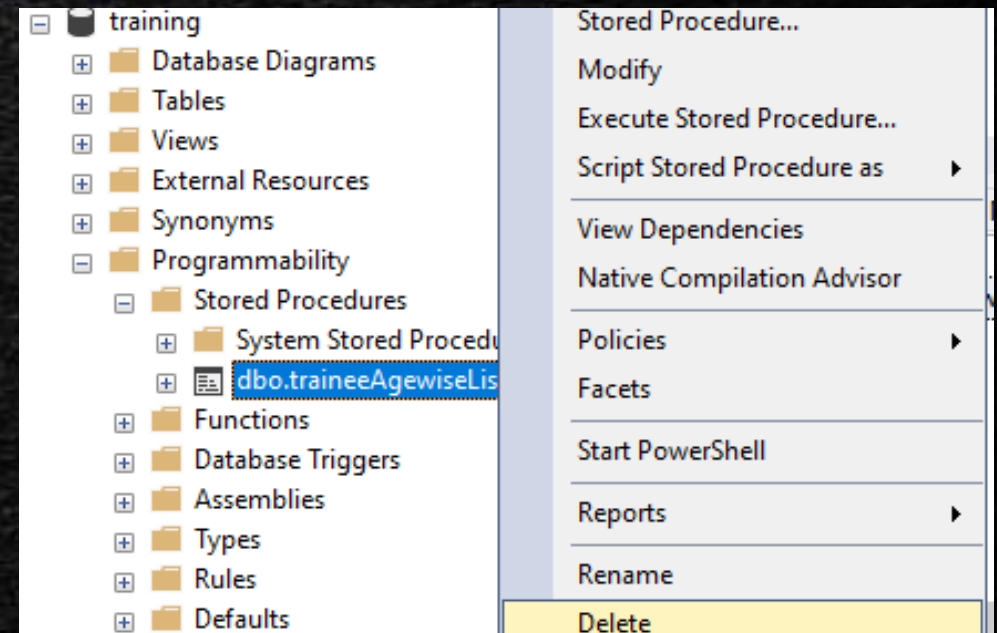 training
Database Diagrams
Tables
Views
External Resources
Synonyms
Programmability
Stored Procedures
System Stored
dbo.traineeAgewiseLis
Functions
Database Triggers
Assemblies
Types
Rules
Defaults
Stored Procedure...
Modify
Execute Stored Procedure...
Script Stored Procedure as
View Dependencies
Native Compilation Advisor
Policies
Facets
Start PowerShell
Reports
Rename
Delete